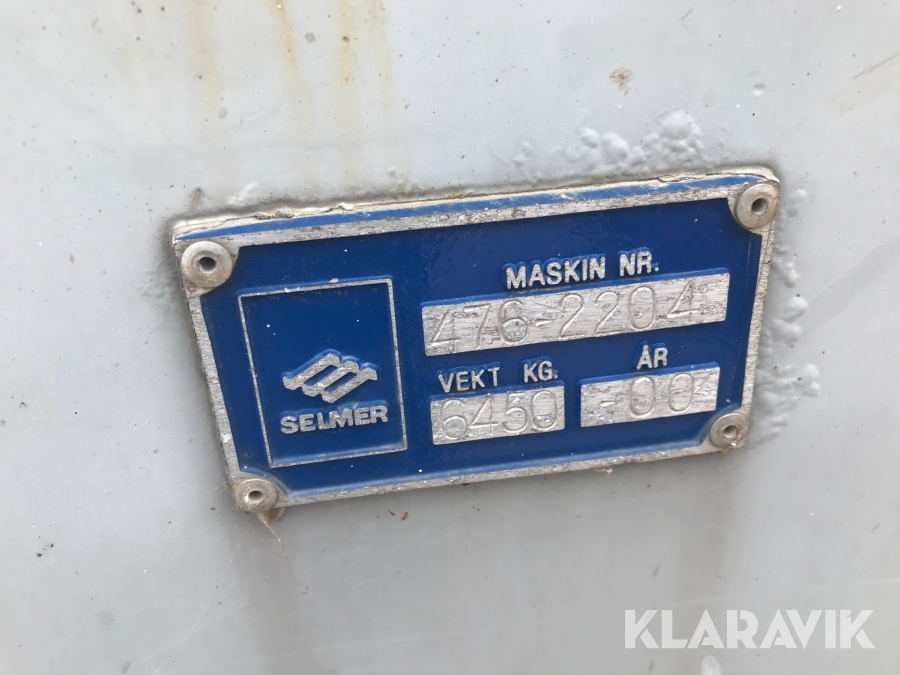 MASKIN NR.
476-2204
VEKT KG.
ÅR
6450
-00
SELMER
KLARAVIK